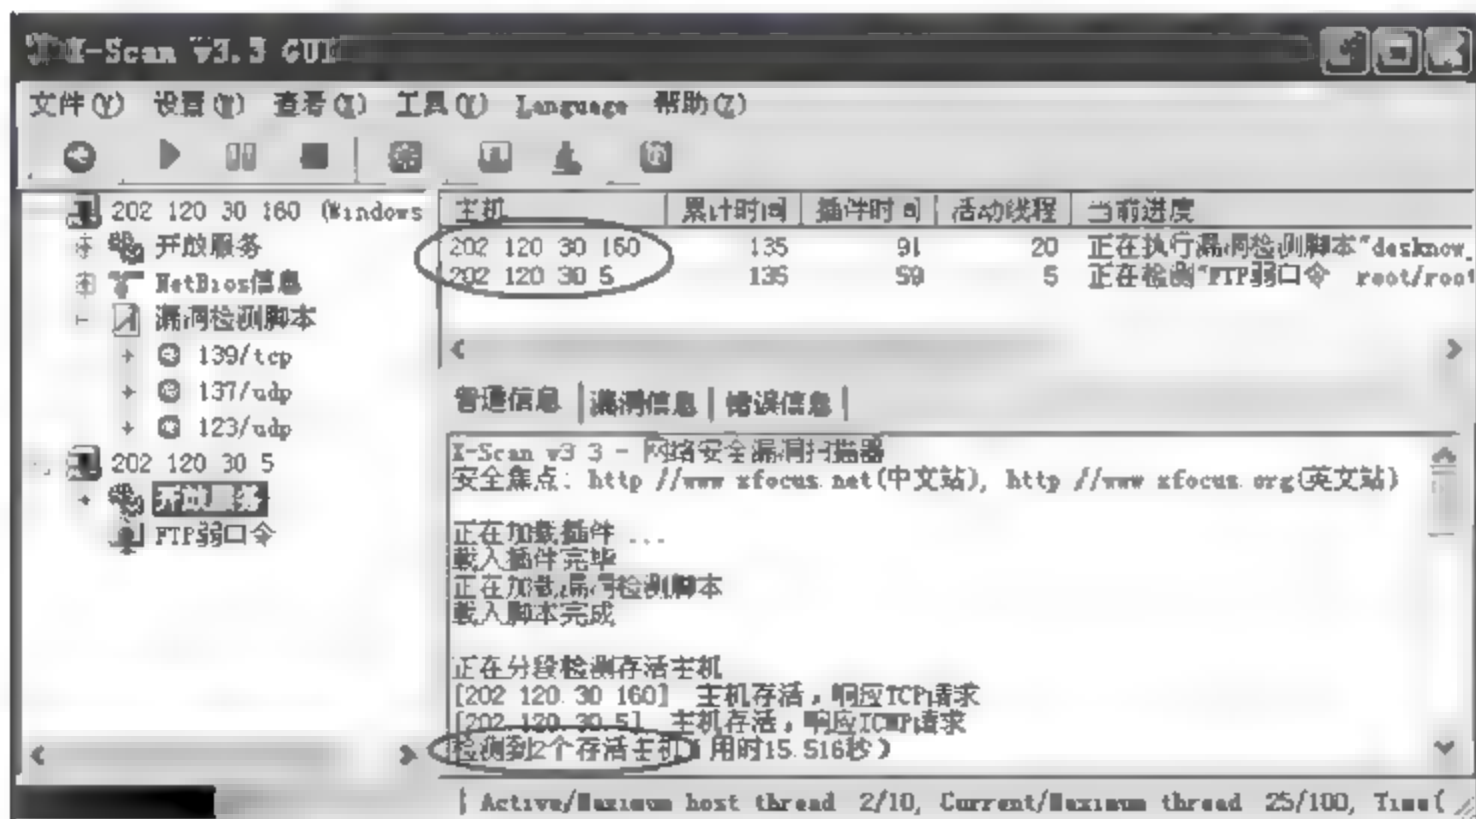 X-Scan v3.3 GUI
文件(V) 设置(W) 查看(X) 工具(Y) Language 帮助(Z)
202 120 30 160 (Windows
开放服务
NetBios信息
漏洞检测脚本
139/tcp
137/udp
123/udp
202 120 30 5
开放服务
FTP弱口令
主机 累计时间 插件时间 活动线程 当前进度
202 120 30 160 135 91 20 正在执行漏洞检测脚本"desknow_
202 120 30 5 135 59 5 正在检测"FTP弱口令 root/root
普通信息 漏洞信息 错误信息
X-Scan v3 3 - 网络安全漏洞扫描器
安全焦点: http //www xfocus net(中文站), http //www xfocus org(英文站)
正在加载插件 ...
载入插件完毕
正在加载漏洞检测脚本
载入脚本完成
正在分段检测存活主机
[202 120 30 160] 主机存活, 响应TCP请求
[202 120 30 5] 主机存活, 响应ICMP请求
检测到2个存活主机 用时15 516秒)
Active/Maximum host thread 2/10, Current/Maximum thread 25/100, Time(